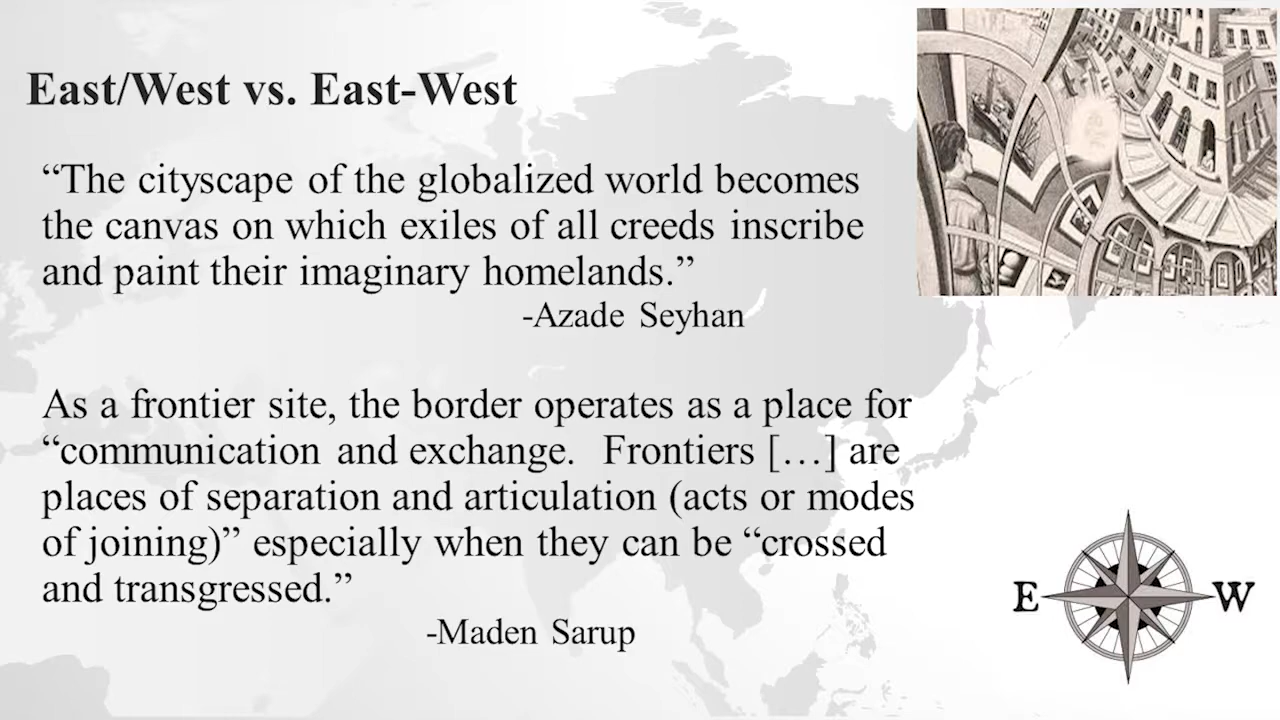 East/West vs. East-West
“The cityscape of the globalized world becomes
the canvas on which exiles of all creeds inscribe
and paint their imaginary homelands.”
-Azade Seyhan
As a frontier site, the border operates as a place for
“communication and exchange.  Frontiers […] are
places of separation and articulation (acts or modes
of joining)” especially when they can be “crossed
and transgressed.”
-Maden Sarup
E
W